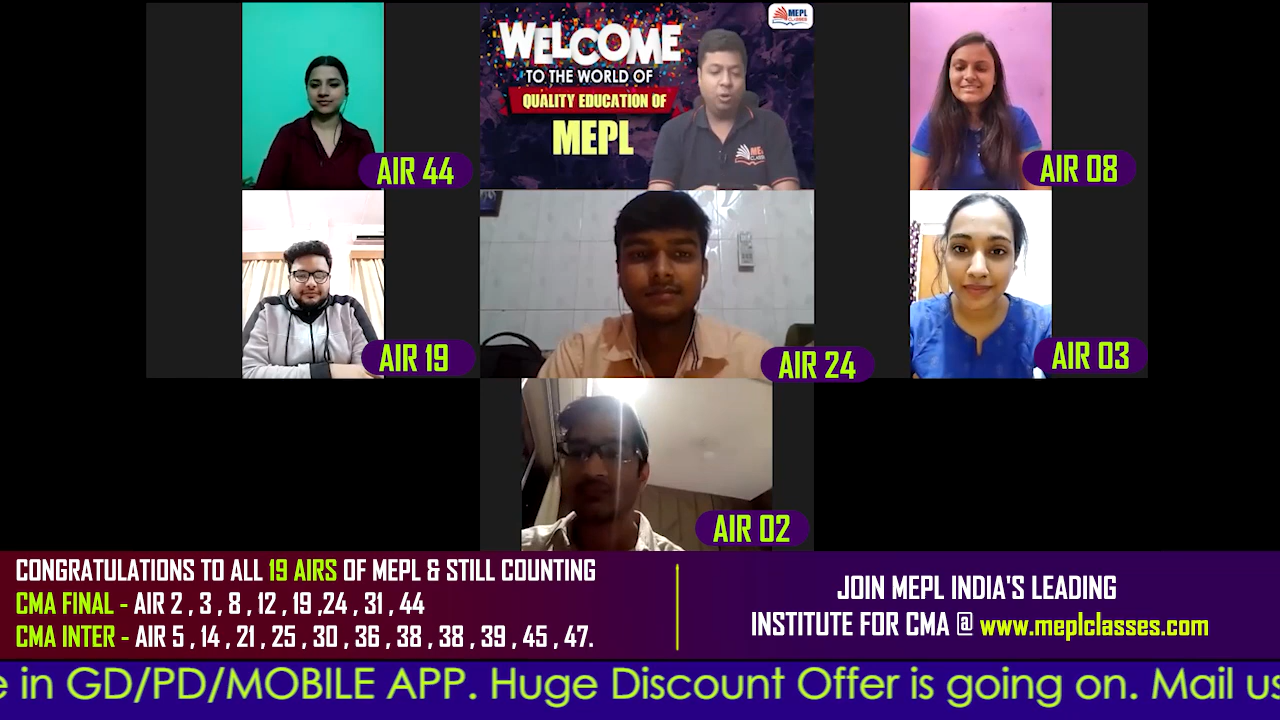 WELCOME
TO THE WORLD OF
QUALITY EDUCATION OF
MEPL
MEPL
CLASSES
MEPL
CLASSES
AIR 44
AIR 08
AIR 19
AIR 24
AIR 03
AIR 02
CONGRATULATIONS TO ALL 19 AIRS OF MEPL & STILL COUNTING
CMA FINAL - AIR 2 , 3 , 8 , 12 , 19 ,24 , 31 , 44
CMA INTER - AIR 5 , 14 , 21 , 25 , 30 , 36 , 38 , 38 , 39 , 45 , 47.
JOIN MEPL INDIA'S LEADING
INSTITUTE FOR CMA @ www.meplclasses.com
e in GD/PD/MOBILE APP. Huge Discount Offer is going on. Mail us